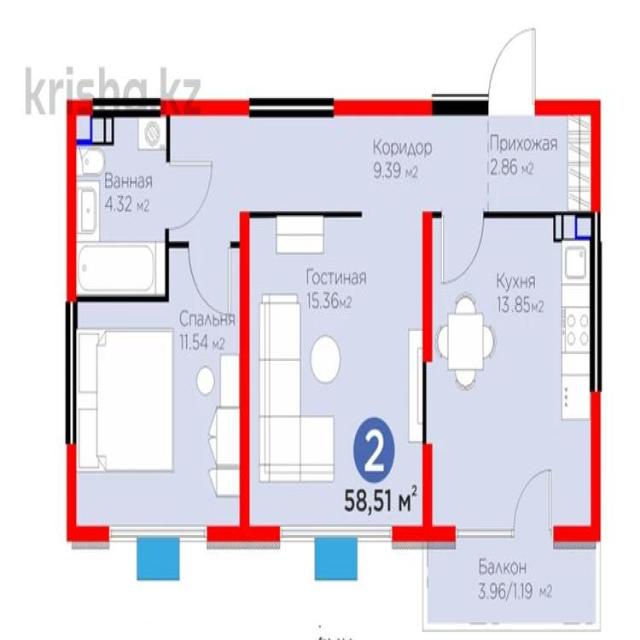 krisha.kz
Коридор
9.39 м2
Прихожая
2.86 м2
Ванная
4.32 м2
Гостиная
15.36м2
Кухня
13.85м2
Спальня
11.54 м2
2
58,51 м²
Балкон
3.96/1.19 м2